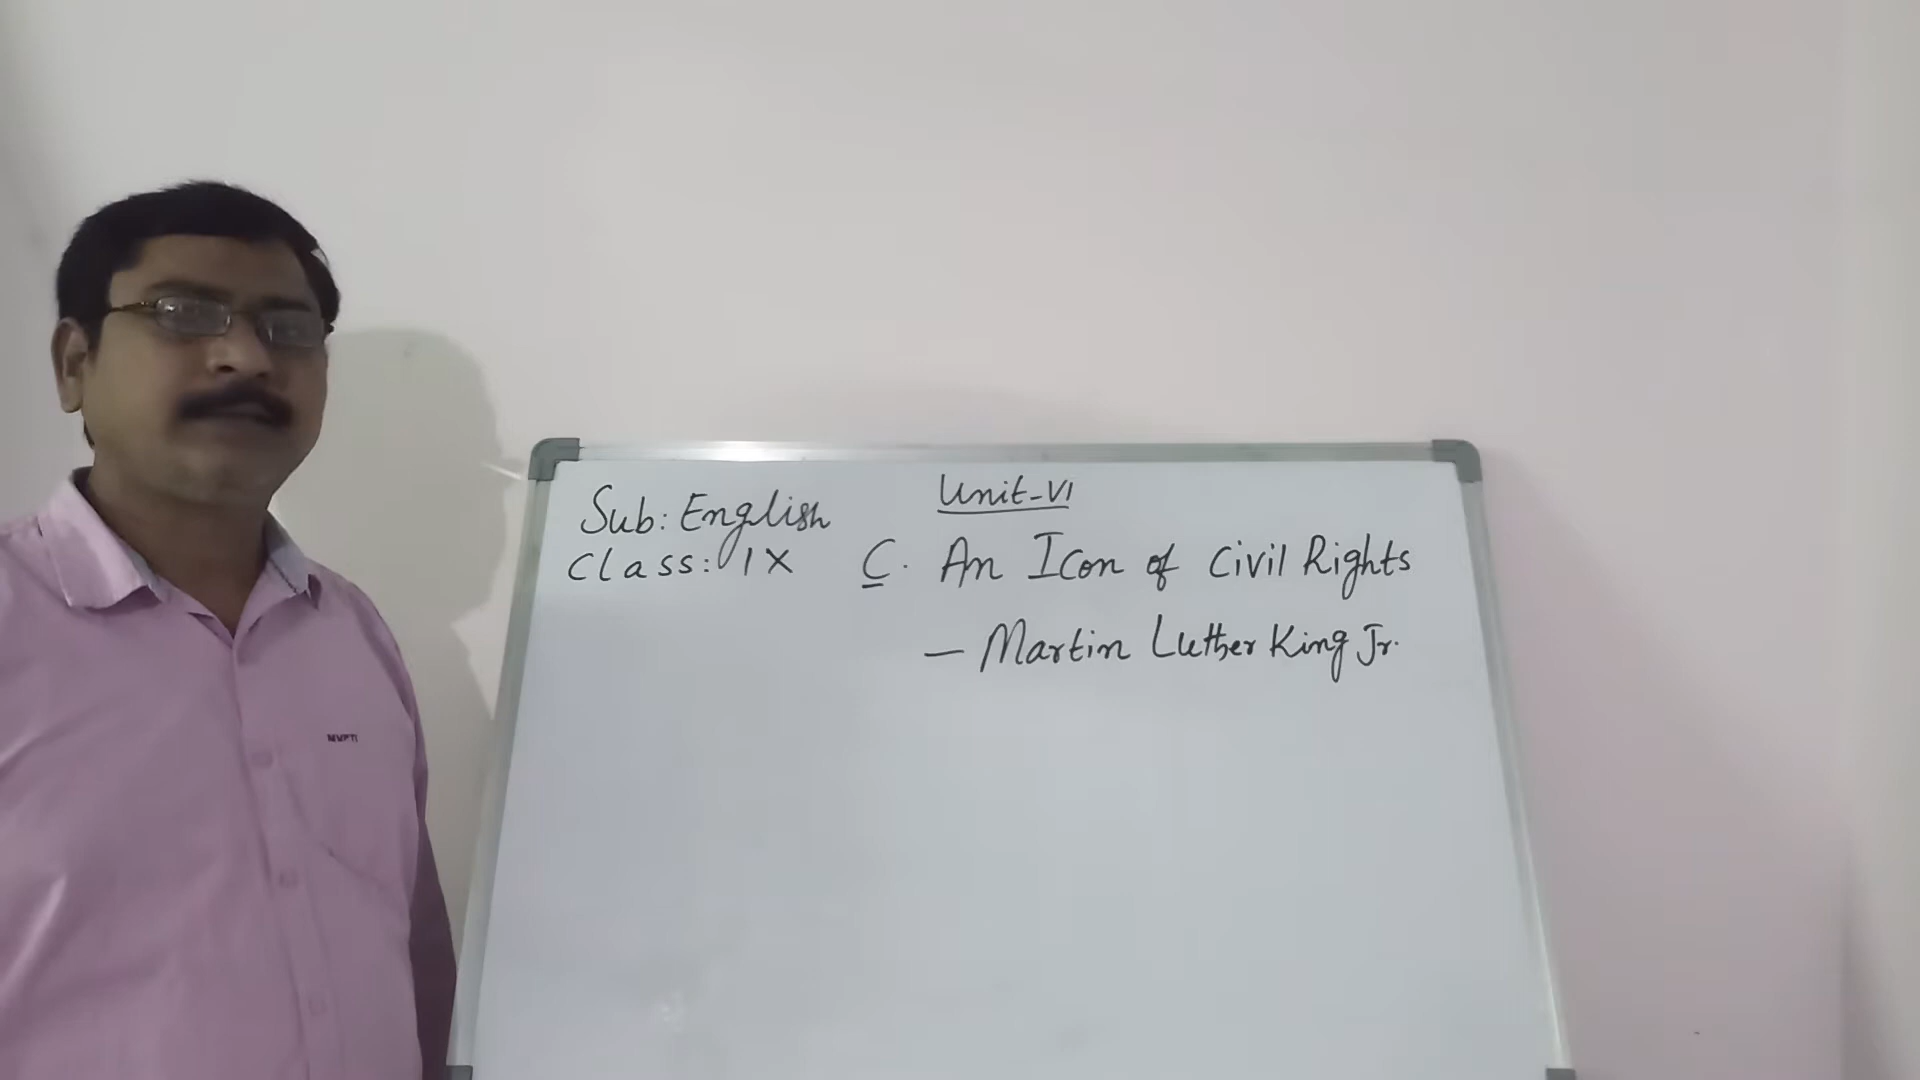 Unit-VI
Sub: English
Class: IX
C. An Icon of Civil Rights
- Martin Luther King Jr.